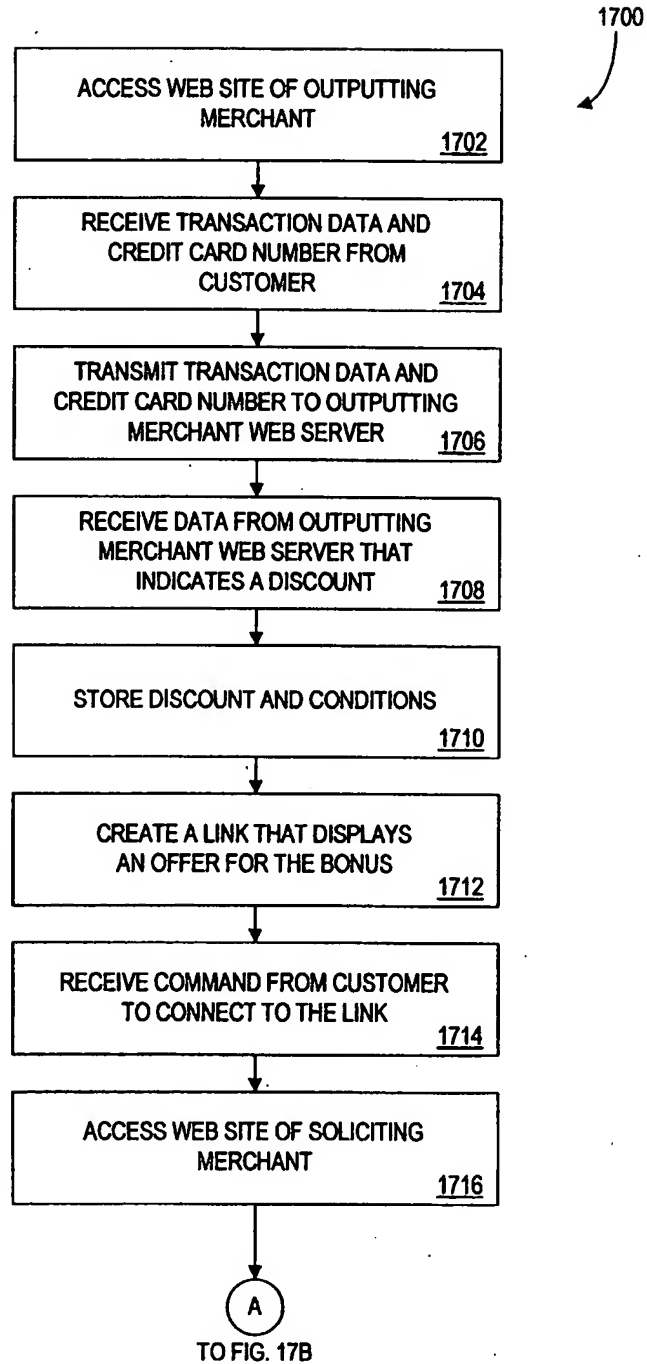 1700
ACCESS WEB SITE OF OUTPUTTING
MERCHANT
1702
RECEIVE TRANSACTION DATA AND
CREDIT CARD NUMBER FROM
CUSTOMER
1704
TRANSMIT TRANSACTION DATA AND
CREDIT CARD NUMBER TO OUTPUTTING
MERCHANT WEB SERVER
1706
RECEIVE DATA FROM OUTPUTTING
MERCHANT WEB SERVER THAT
INDICATES A DISCOUNT
1708
STORE DISCOUNT AND CONDITIONS
1710
CREATE A LINK THAT DISPLAYS
AN OFFER FOR THE BONUS
1712
RECEIVE COMMAND FROM CUSTOMER
TO CONNECT TO THE LINK
1714
ACCESS WEB SITE OF SOLICITING
MERCHANT
1716
A
TO FIG. 17B